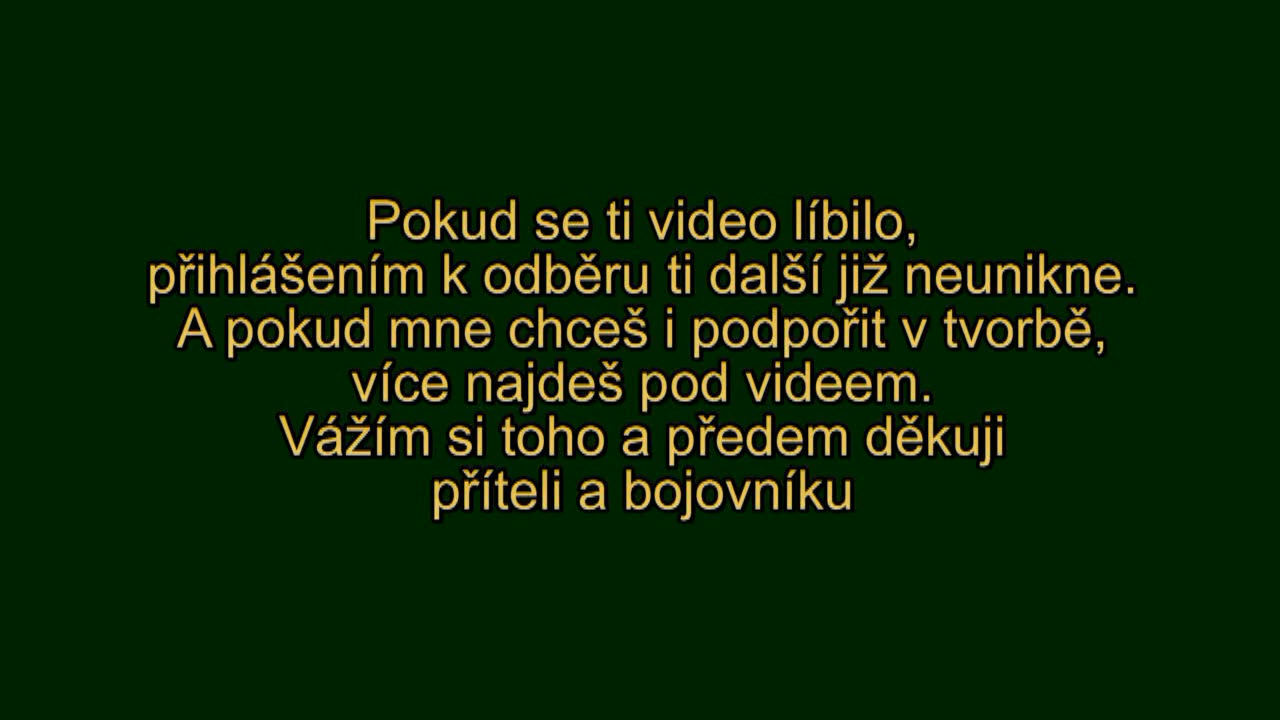 Pokud se ti video líbilo,
přihlášením k odběru ti další již neunikne.
A pokud mne chceš i podpořit v tvorbě,
více najdeš pod videem.
Vážím si toho a předem děkuji
příteli a bojovníku